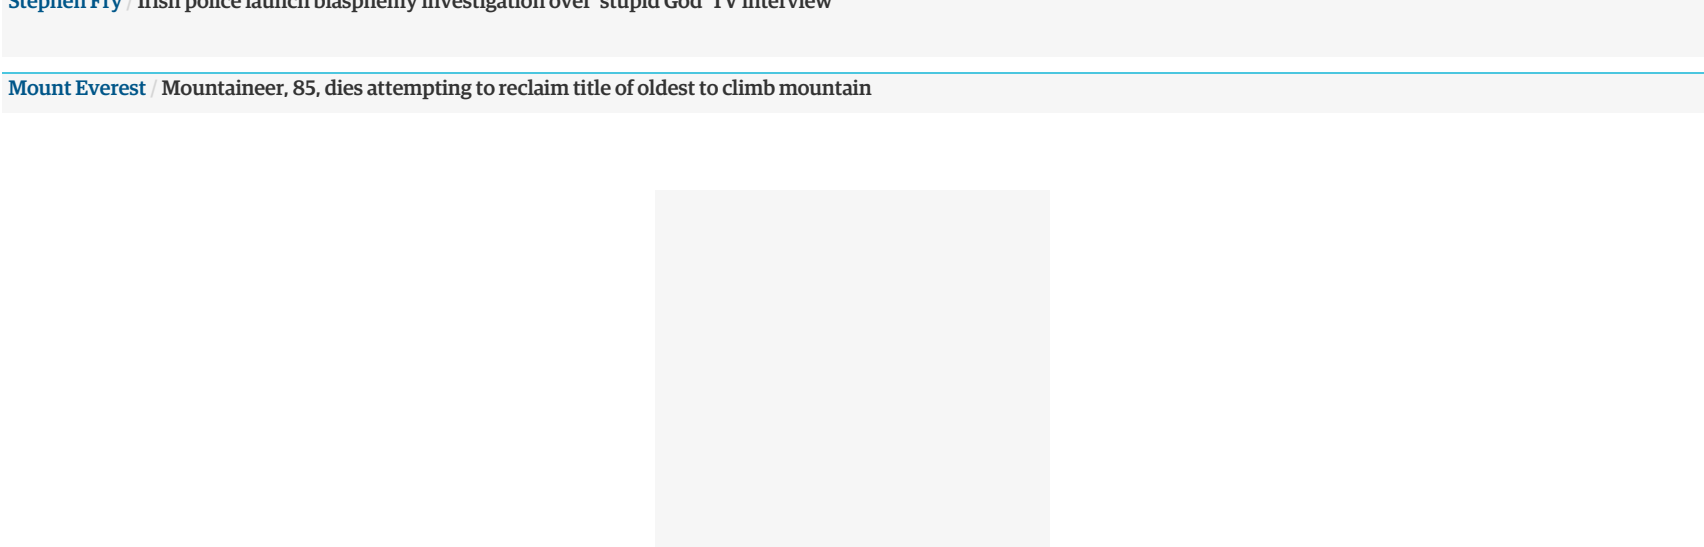 Stephen Fry / Irish police launch blasphemy investigation over 'stupid God' TV interview
Mount Everest / Mountaineer, 85, dies attempting to reclaim title of oldest to climb mountain